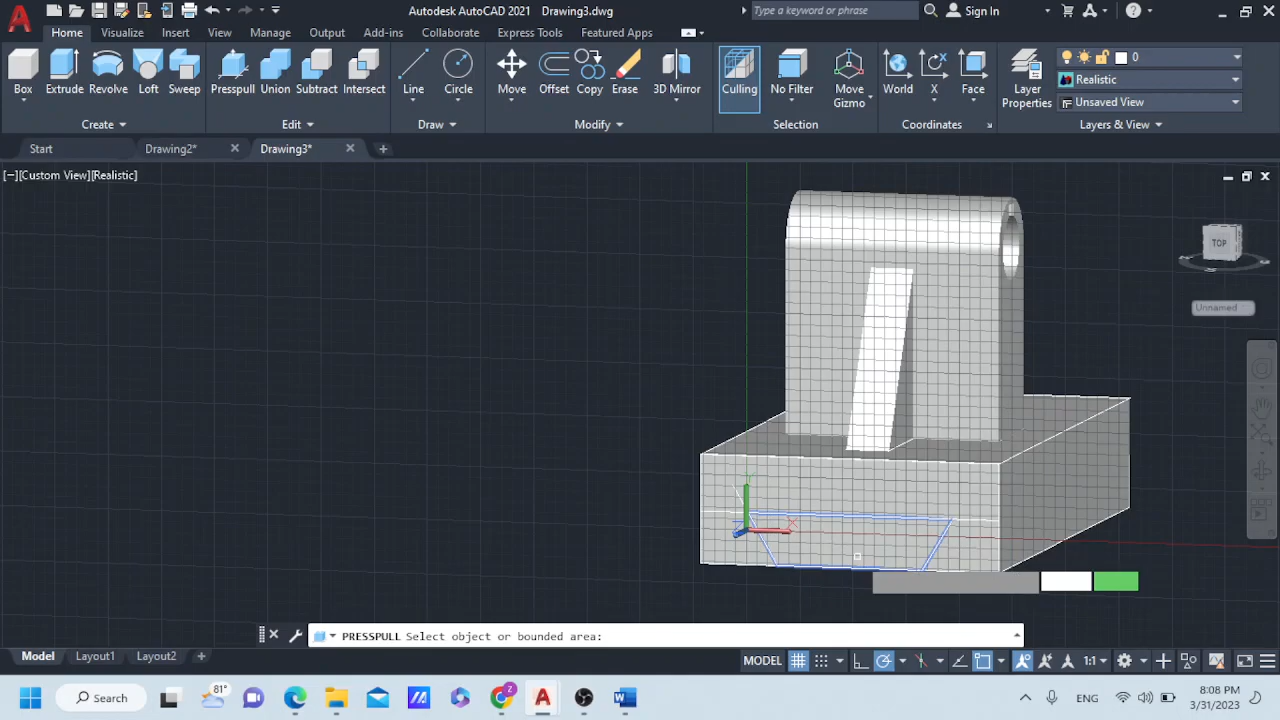 Autodesk AutoCAD 2021 Drawing3.dwg
Type a keyword or phrase
Sign In
Home Visualize Insert View Manage Output Add-ins Collaborate Express Tools Featured Apps
Box Extrude Revolve Loft Sweep
Presspull Union Subtract Intersect
Line Circle
Move Offset Copy Erase 3D Mirror
Culling No Filter Move Gizmo
World X Face
Layer Properties
0
Realistic
Unsaved View
Create Edit Draw Modify Selection Coordinates Layers & View
Start Drawing2* Drawing3*
[−][Custom View][Realistic]
TOP
Unnamed
Y
X
PRESSPULL Select object or bounded area:
Model Layout1 Layout2
MODEL 1:1
Search
81°
ENG
8:08 PM
3/31/2023